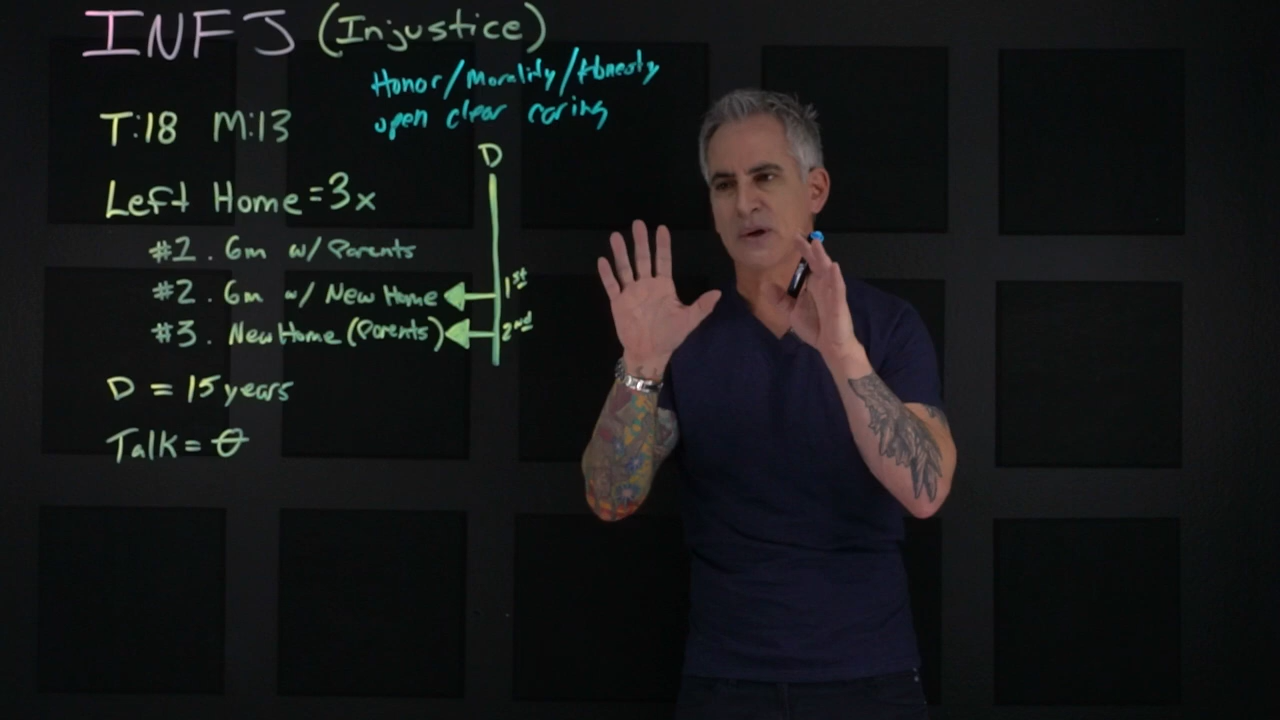 INFJ (Injustice)
Honor/Morality/Honesty
open clear caring
T:18 M:13
D
Left Home=3x
#2. 6m w/Parents
#2. 6m w/ New Home
1st
#3. New Home (Parents)
2nd
D = 15 years
Talk = 0